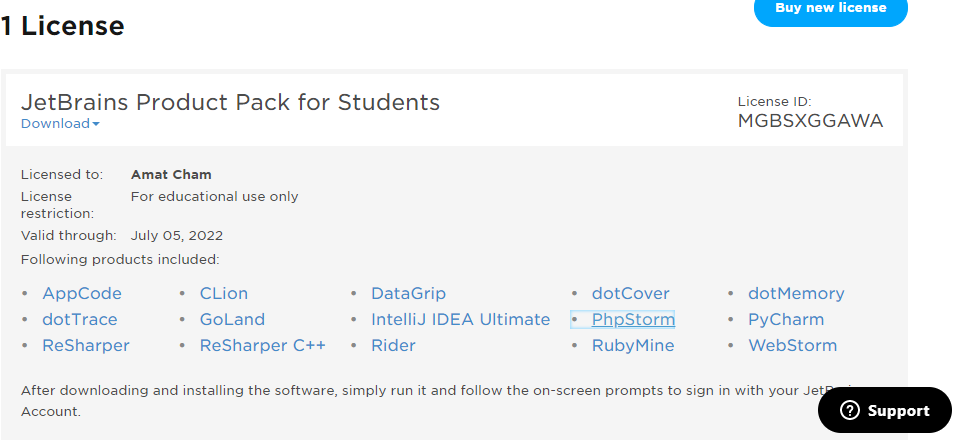 Buy new license
1 License
JetBrains Product Pack for Students
Download
License ID:
MGBSXGGAWA
Licensed to: Amat Cham
License restriction: For educational use only
Valid through: July 05, 2022
Following products included:
• AppCode • CLion • DataGrip • dotCover • dotMemory
• dotTrace • GoLand • IntelliJ IDEA Ultimate • PhpStorm • PyCharm
• ReSharper • ReSharper C++ • Rider • RubyMine • WebStorm
After downloading and installing the software, simply run it and follow the on-screen prompts to sign in with your
Account.
Support